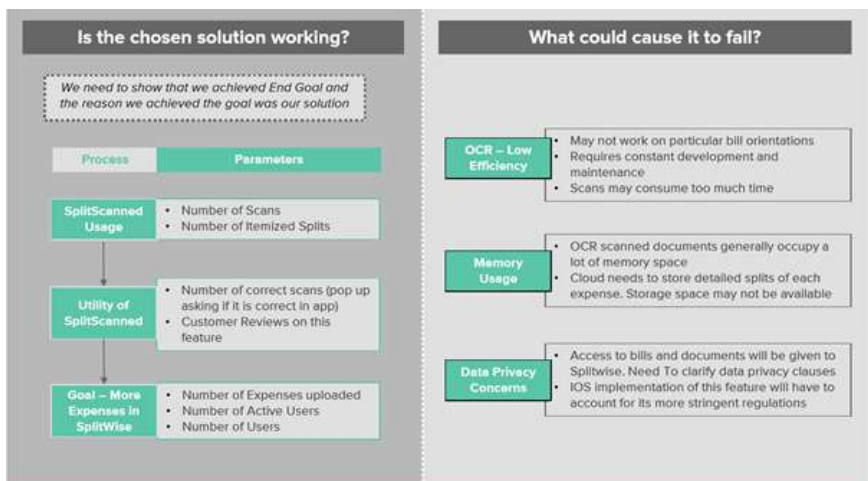 Is the chosen solution working?
We need to show that we achieved End Goal and
the reason we achieved the goal was our solution
Process
Parameters
SplitScanned
Usage
• Number of Scans
• Number of Itemized Splits
Utility of
SplitScanned
• Number of correct scans (pop up
asking if it is correct in app)
• Customer Reviews on this
feature
Goal – More
Expenses in
SplitWise
• Number of Expenses uploaded
• Number of Active Users
• Number of Users
What could cause it to fail?
OCR – Low
Efficiency
• May not work on particular bill orientations
• Requires constant development and
maintenance
• Scans may consume too much time
Memory
Usage
• OCR scanned documents generally occupy a
lot of memory space
• Cloud needs to store detailed splits of each
expense. Storage space may not be available
Data Privacy
Concerns
• Access to bills and documents will be given to
Splitwise. Need To clarify data privacy clauses
• IOS implementation of this feature will have to
account for its more stringent regulations